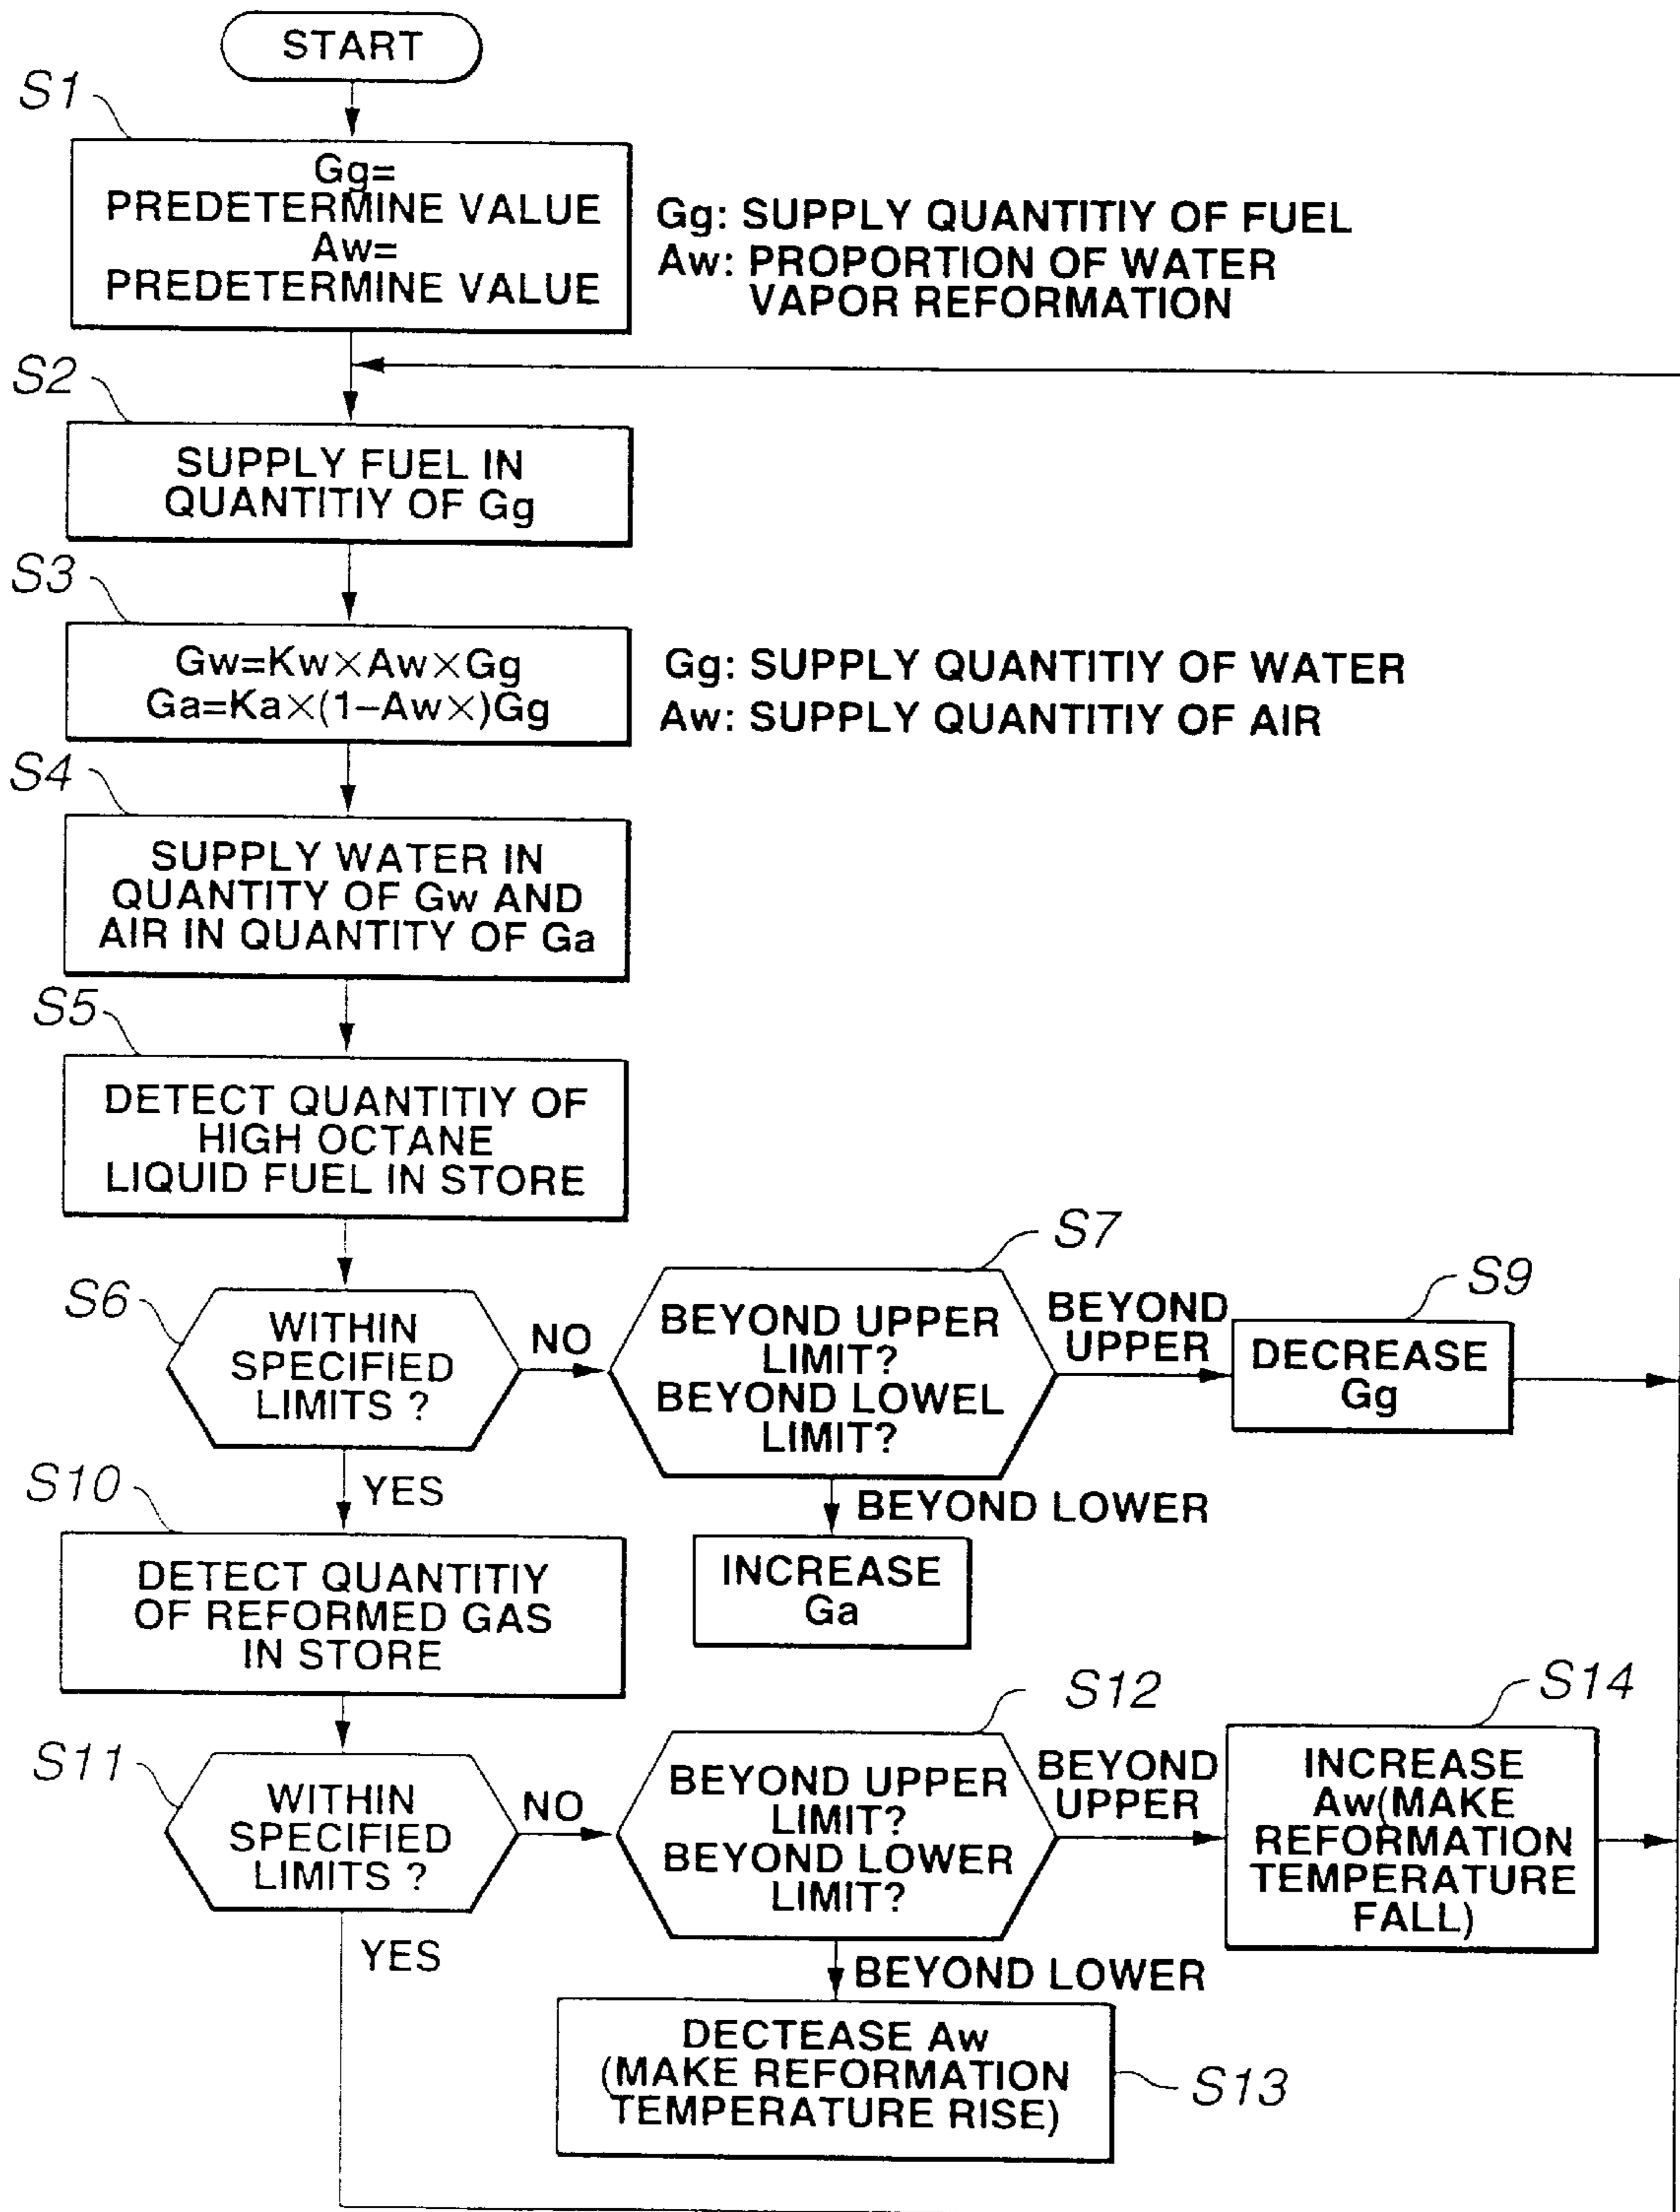 START
S1
Gg=
PREDETERMINE VALUE
Aw=
PREDETERMINE VALUE
Gg: SUPPLY QUANTITIY OF FUEL
Aw: PROPORTION OF WATER
VAPOR REFORMATION
S2
SUPPLY FUEL IN
QUANTITIY OF Gg
S3
Gw=Kw×Aw×Gg
Ga=Ka×(1–Aw×)Gg
Gg: SUPPLY QUANTITIY OF WATER
Aw: SUPPLY QUANTITIY OF AIR
S4
SUPPLY WATER IN
QUANTITY OF Gw AND
AIR IN QUANTITY OF Ga
S5
DETECT QUANTITIY OF
HIGH OCTANE
LIQUID FUEL IN STORE
S6
WITHIN
SPECIFIED
LIMITS ?
NO
YES
S7
BEYOND UPPER
LIMIT?
BEYOND LOWEL
LIMIT?
BEYOND
UPPER
S9
DECREASE
Gg
BEYOND LOWER
INCREASE
Ga
S10
DETECT QUANTITIY
OF REFORMED GAS
IN STORE
S11
WITHIN
SPECIFIED
LIMITS ?
NO
YES
S12
BEYOND UPPER
LIMIT?
BEYOND LOWER
LIMIT?
BEYOND
UPPER
S14
INCREASE
Aw(MAKE
REFORMATION
TEMPERATURE
FALL)
BEYOND LOWER
DECTEASE Aw
(MAKE REFORMATION
TEMPERATURE RISE)
S13